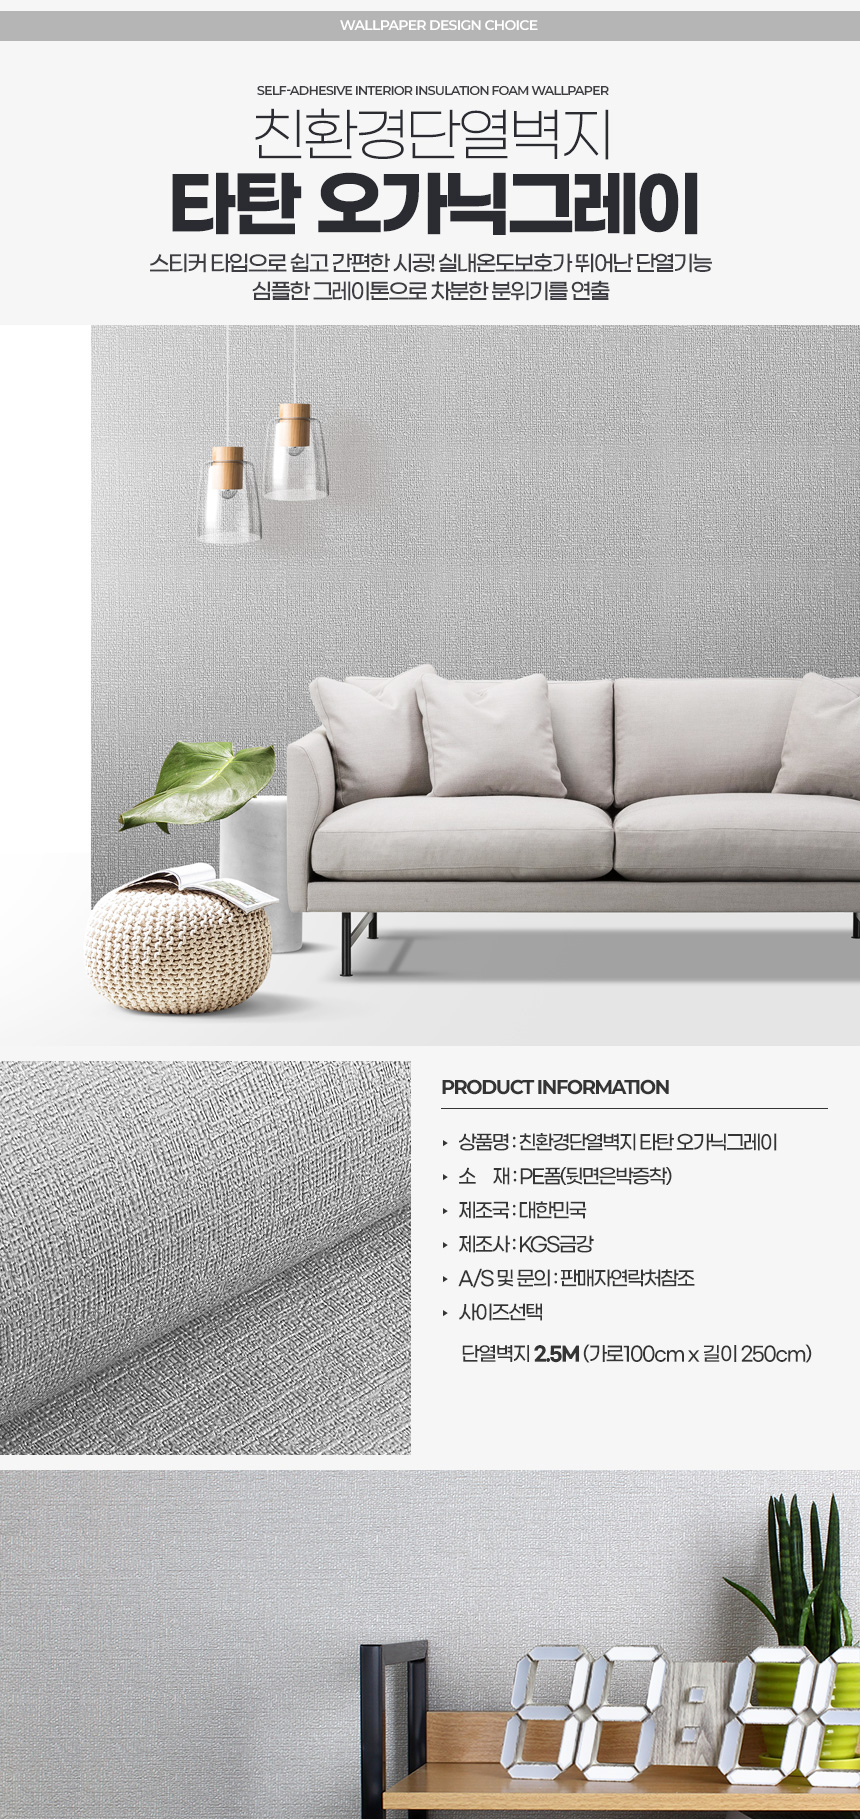 WALLPAPER DESIGN CHOICE
SELF-ADHESIVE INTERIOR INSULATION FOAM WALLPAPER
친환경단열벽지
타탄 오가닉그레이
스티커 타입으로 쉽고 간편한 시공! 실내온도보호가 뛰어난 단열기능
심플한 그레이톤으로 차분한 분위기를 연출
PRODUCT INFORMATION
상품명 : 친환경단열벽지 타탄 오가닉그레이
소 재 : PE폼(뒷면은박증착)
제조국 : 대한민국
제조사 : KGS금강
A/S 및 문의 : 판매자연락처참조
사이즈선택
단열벽지 2.5M (가로100cm x 길이 250cm)